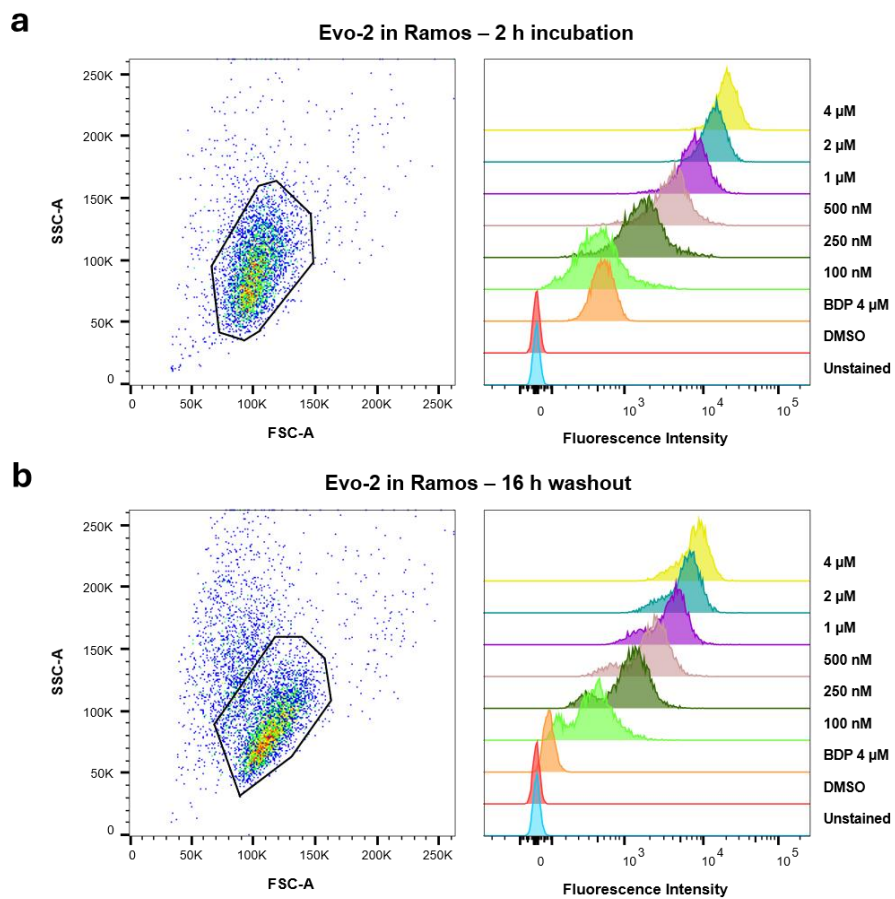 a
Evo-2 in Ramos – 2 h incubation
250K
200K
150K
100K
50K
0
SSC-A
0 50K 100K 150K 200K 250K
FSC-A
4 µM
2 µM
1 µM
500 nM
250 nM
100 nM
BDP 4 µM
DMSO
Unstained
0 10³ 10⁴ 10⁵
Fluorescence Intensity
b
Evo-2 in Ramos – 16 h washout
250K
200K
150K
100K
50K
0
SSC-A
0 50K 100K 150K 200K 250K
FSC-A
4 µM
2 µM
1 µM
500 nM
250 nM
100 nM
BDP 4 µM
DMSO
Unstained
0 10³ 10⁴ 10⁵
Fluorescence Intensity